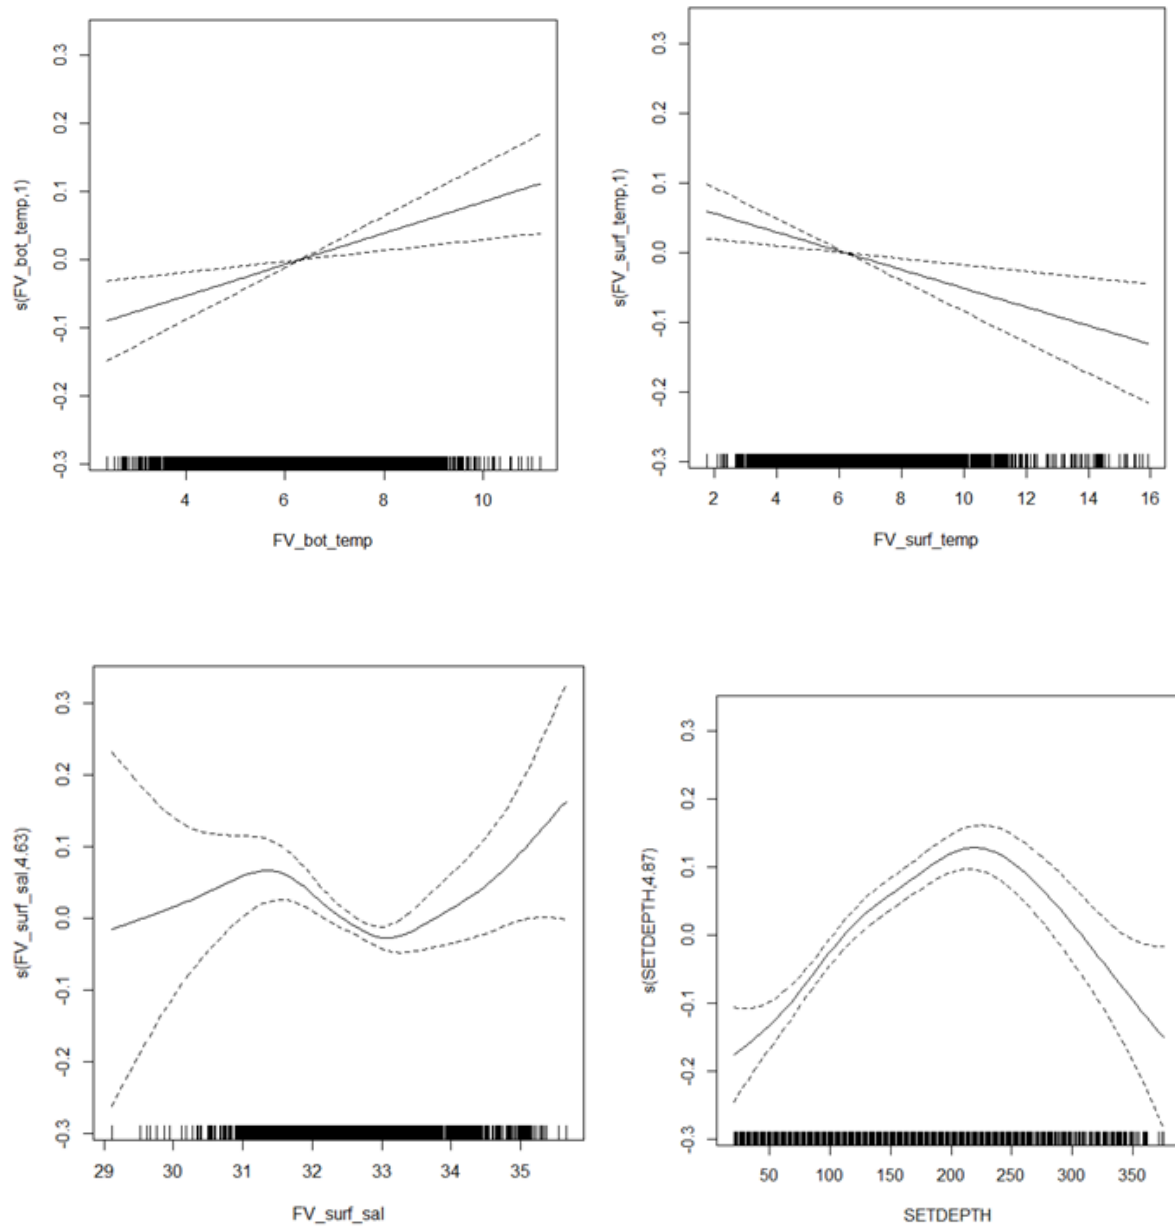 s(FV_bot_temp,1)
0.3
0.2
0.1
0.0
-0.1
-0.2
-0.3
4 6 8 10
FV_bot_temp
s(FV_surf_temp,1)
0.3
0.2
0.1
0.0
-0.1
-0.2
-0.3
2 4 6 8 10 12 14 16
FV_surf_temp
s(FV_surf_sal,4.63)
0.3
0.2
0.1
0.0
-0.1
-0.2
-0.3
29 30 31 32 33 34 35
FV_surf_sal
s(SETDEPTH,4.87)
0.3
0.2
0.1
0.0
-0.1
-0.2
-0.3
50 100 150 200 250 300 350
SETDEPTH